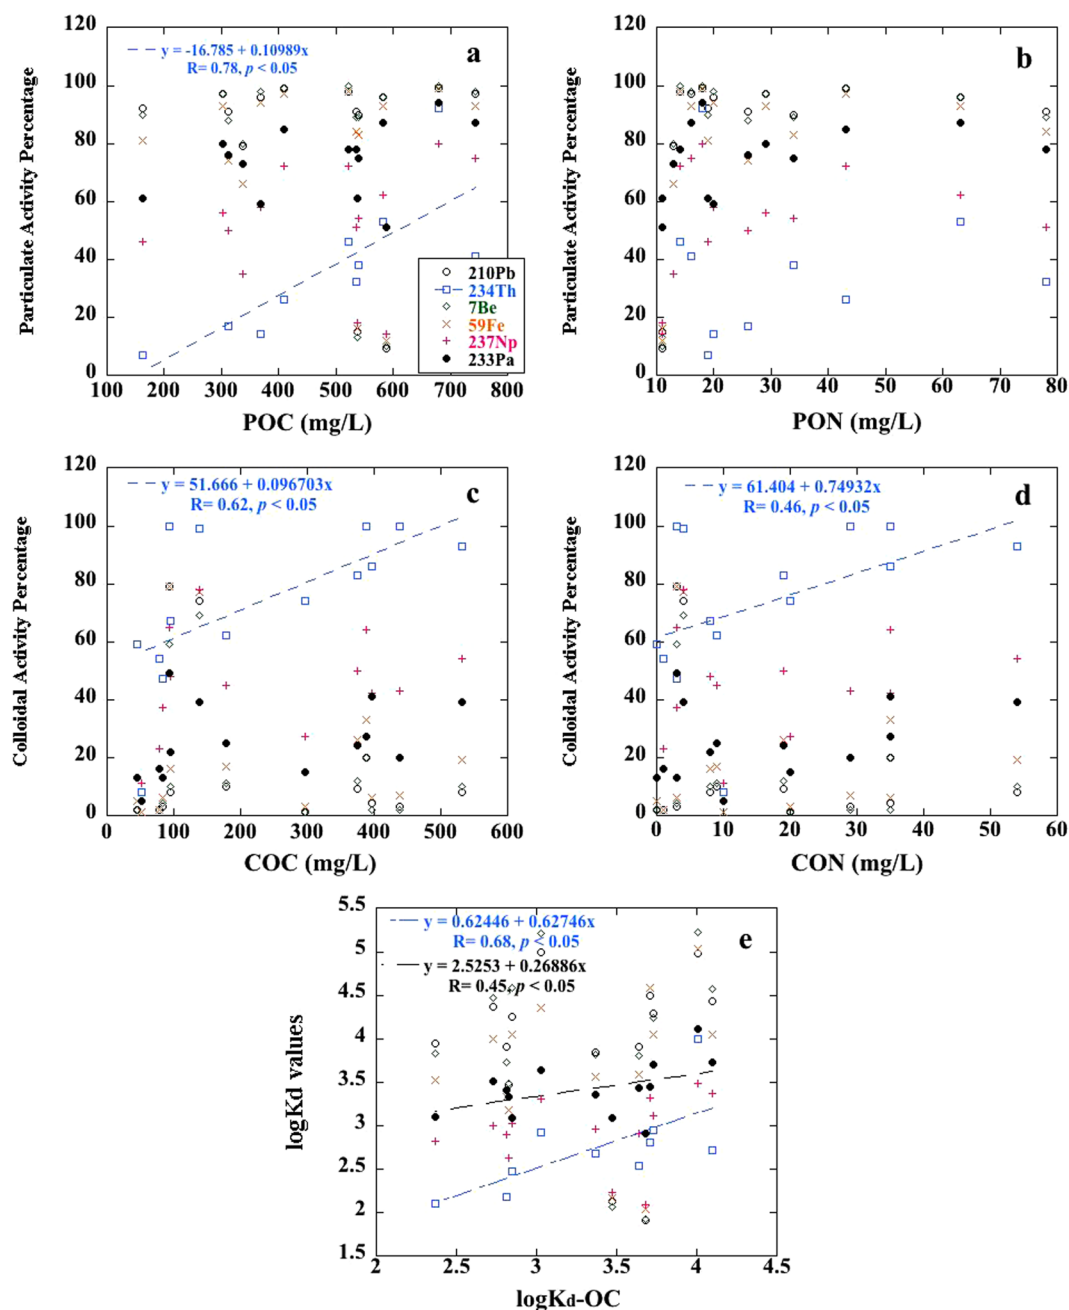 a
y = -16.785 + 0.10989x
R= 0.78, p < 0.05
Particulate Activity Percentage
120
100
80
60
40
20
0
210Pb
234Th
7Be
59Fe
237Np
233Pa
100 200 300 400 500 600 700 800
POC (mg/L)
b
Particulate Activity Percentage
120
100
80
60
40
20
0
10 20 30 40 50 60 70 80
PON (mg/L)
c
y = 51.666 + 0.096703x
R= 0.62, p < 0.05
Colloidal Activity Percentage
120
100
80
60
40
20
0
0 100 200 300 400 500 600
COC (mg/L)
d
y = 61.404 + 0.74932x
R= 0.46, p < 0.05
Colloidal Activity Percentage
120
100
80
60
40
20
0
0 10 20 30 40 50 60
CON (mg/L)
e
y = 0.62446 + 0.62746x
R= 0.68, p < 0.05
y = 2.5253 + 0.26886x
R= 0.45, p < 0.05
logKd values
5.5
5
4.5
4
3.5
3
2.5
2
1.5
2 2.5 3 3.5 4 4.5
logKd-OC